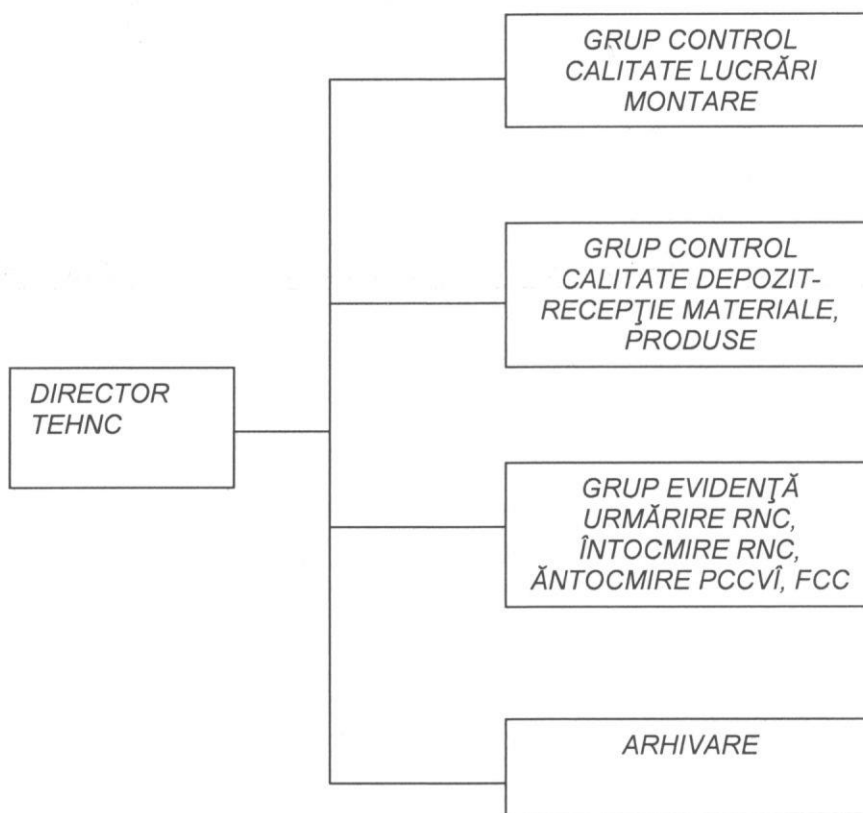 GRUP CONTROL
CALITATE LUCRĂRI
MONTARE
GRUP CONTROL
CALITATE DEPOZIT-
RECEPŢIE MATERIALE,
PRODUSE
DIRECTOR
TEHNC
GRUP EVIDENŢĂ
URMĂRIRE RNC,
ÎNTOCMIRE RNC,
ĂNTOCMIRE PCCVÎ, FCC
ARHIVARE